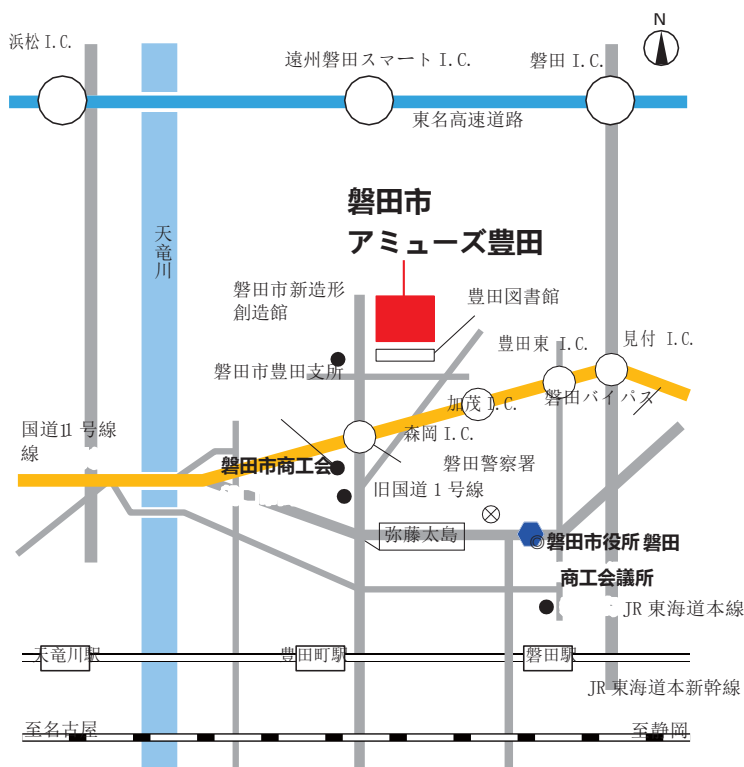 N
浜松 I.C.
遠州磐田スマート I.C.
磐田 I.C.
東名高速道路
磐田市
アミューズ豊田
天竜川
磐田市新造形
創造館
豊田図書館
豊田東 I.C.
見付 I.C.
磐田市豊田支所
加茂 I.C.
磐田バイパス
国道11 号線
線
森岡 I.C.
磐田市商工会
磐田警察署
旧国道 1 号線
弥藤太島
◎磐田市役所 磐田
商工会議所
JR 東海道本線
天竜川駅
豊田町駅
磐田駅
JR 東海道本新幹線
至名古屋
至静岡